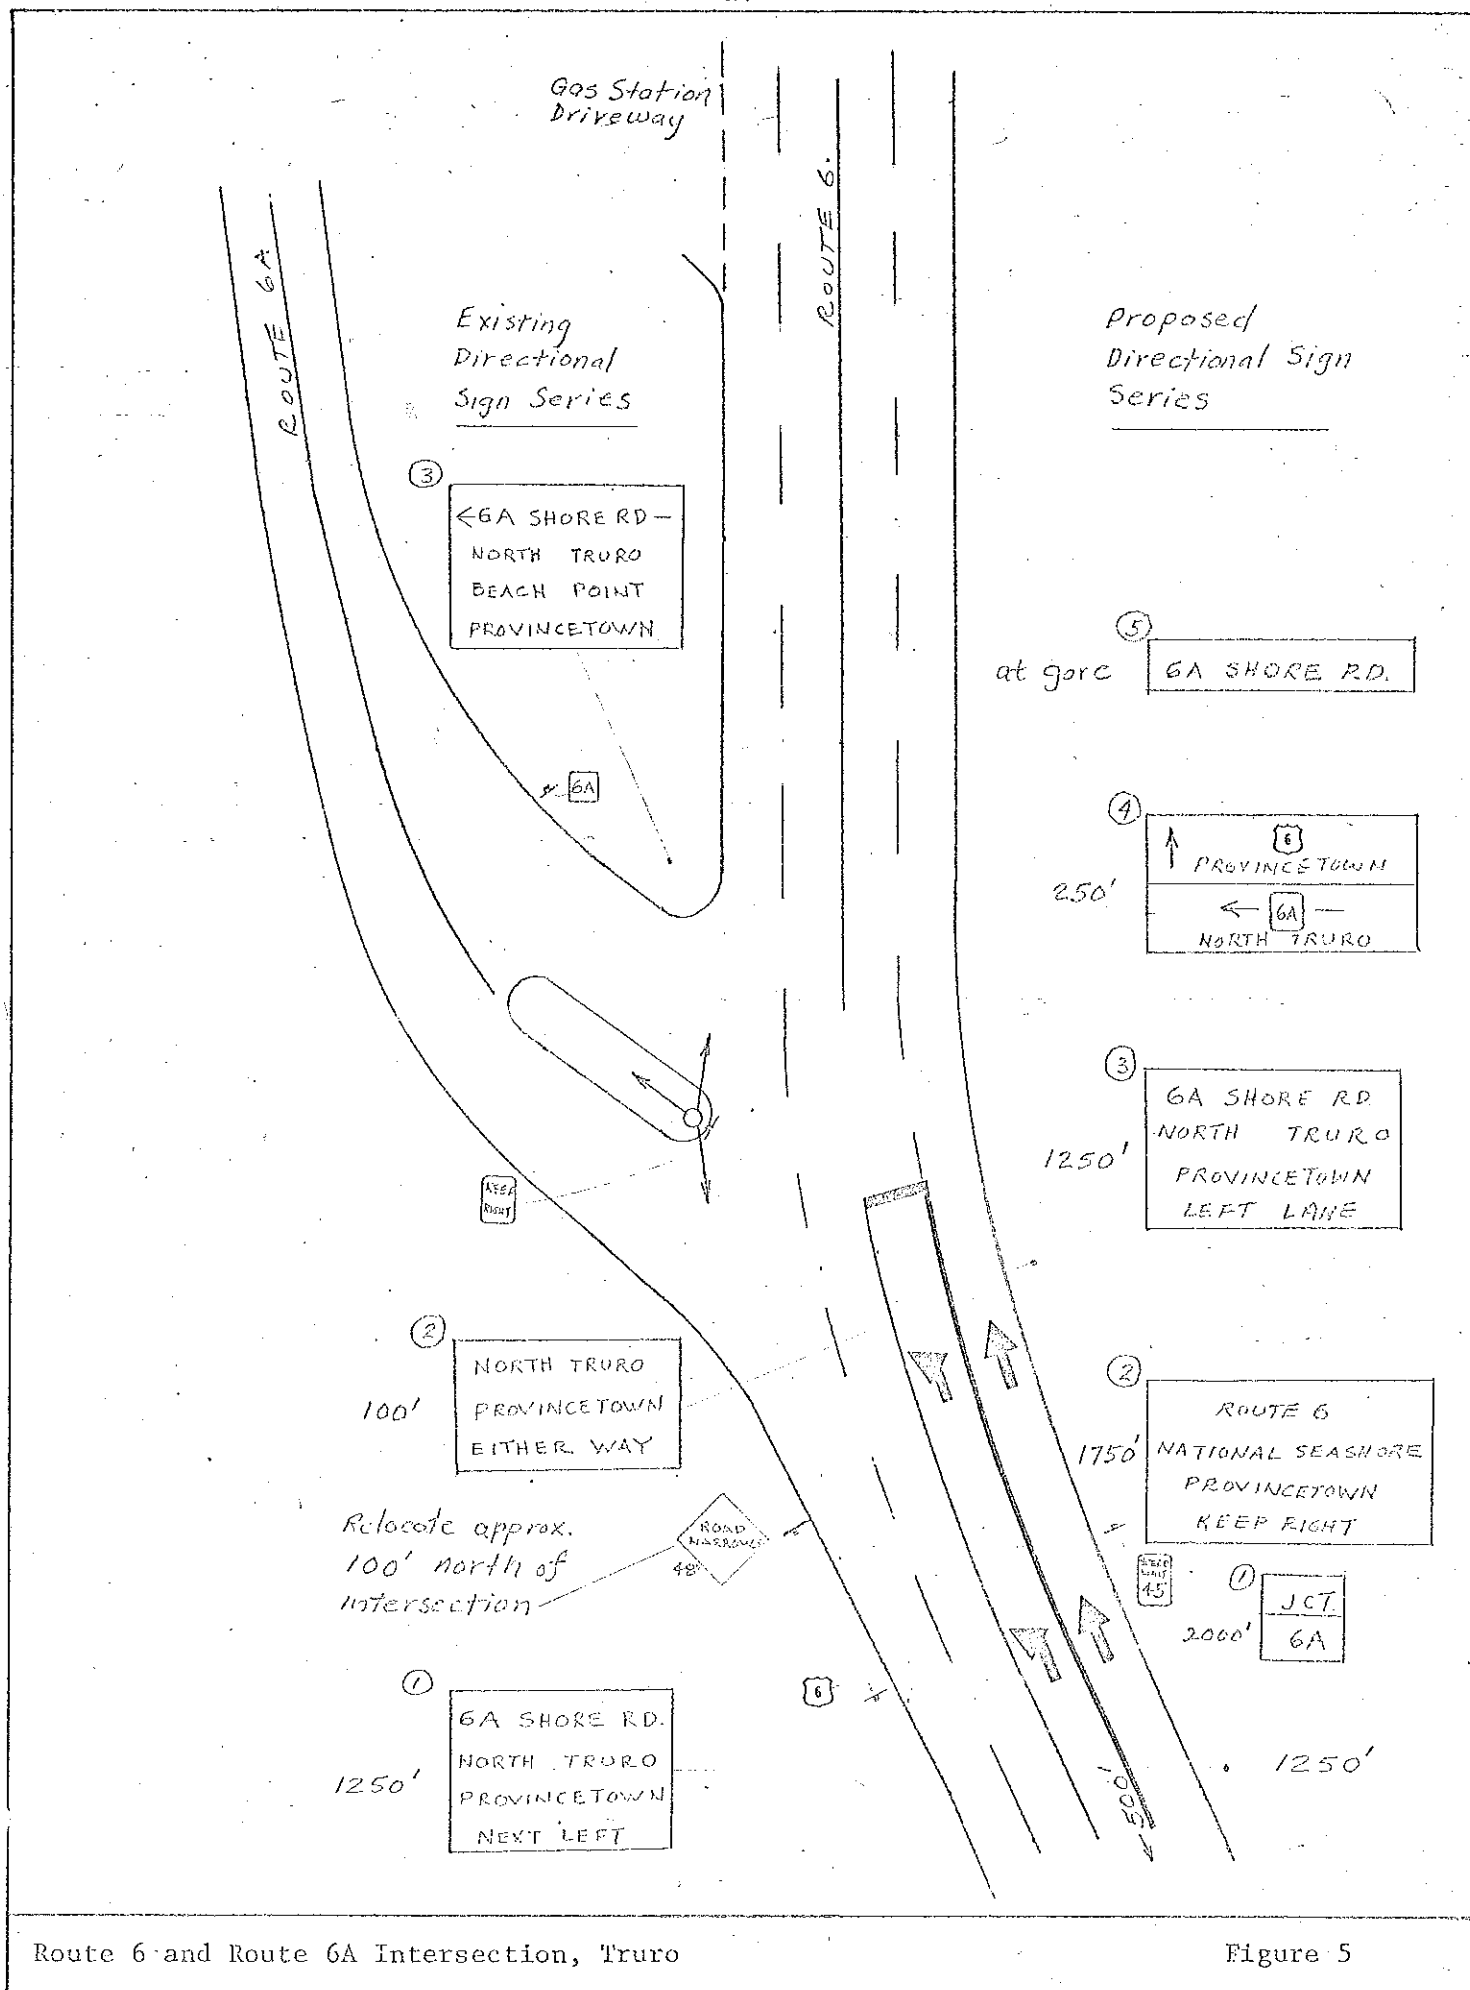 Gas Station
Driveway
ROUTE 6.
ROUTE 6A
Existing
Directional
Sign Series
Proposed
Directional Sign
Series
3
←6A SHORE RD—
NORTH TRURO
BEACH POINT
PROVINCETOWN
6A
5
at gore
6A SHORE RD.
4
250'
↑ 6
PROVINCETOWN
← 6A —
NORTH TRURO
3
1250'
6A SHORE RD
NORTH TRURO
PROVINCETOWN
LEFT LANE
KEEP
RIGHT
2
100'
NORTH TRURO
PROVINCETOWN
EITHER WAY
2
1750'
ROUTE 6
NATIONAL SEASHORE
PROVINCETOWN
KEEP RIGHT
Relocate approx.
100' north of
intersection
ROAD
NARROWS
48"
45
1
2000'
JCT.
6A
1
1250'
6A SHORE RD.
NORTH TRURO
PROVINCETOWN
NEXT LEFT
6
500'
1250'
Route 6 and Route 6A Intersection, Truro
Figure 5